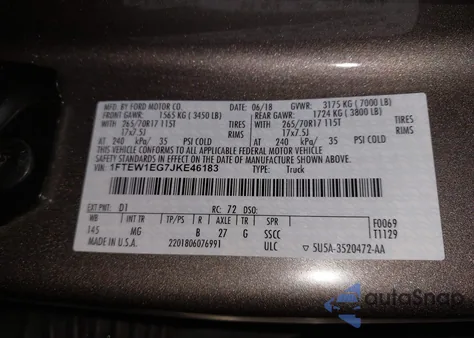 MFD. BY FORD MOTOR CO. 06/18 GVWR: 3175 KG ( 7000 LB)
FRONT GAWR: 1565 KG ( 3450 LB) REAR GAWR: 1724 KG ( 3800 LB)
WITH 265/70R17 115T WITH 265/70R17 115T
17x7.5J 17x7.5J
AT 240 kPa/ 35 PSI COLD AT 240 kPa/ 35 PSI COLD
THIS VEHICLE CONFORMS TO ALL APPLICABLE FEDERAL MOTOR VEHICLE
SAFETY STANDARDS IN EFFECT ON THE DATE OF MANUFACTURE SHOWN ABOVE.
VIN: 1FTEW1EG7JKE46183 TYPE: Truck
EXT PNT: D1 RC: 72 DSO:
WB INT TR TP/PS R AX TR SPR F0069
145 MG B 27 G SSCC T1129
MADE IN U.S.A. 2201806076991 ULC 5U5A-3520472-AA
autoSnap